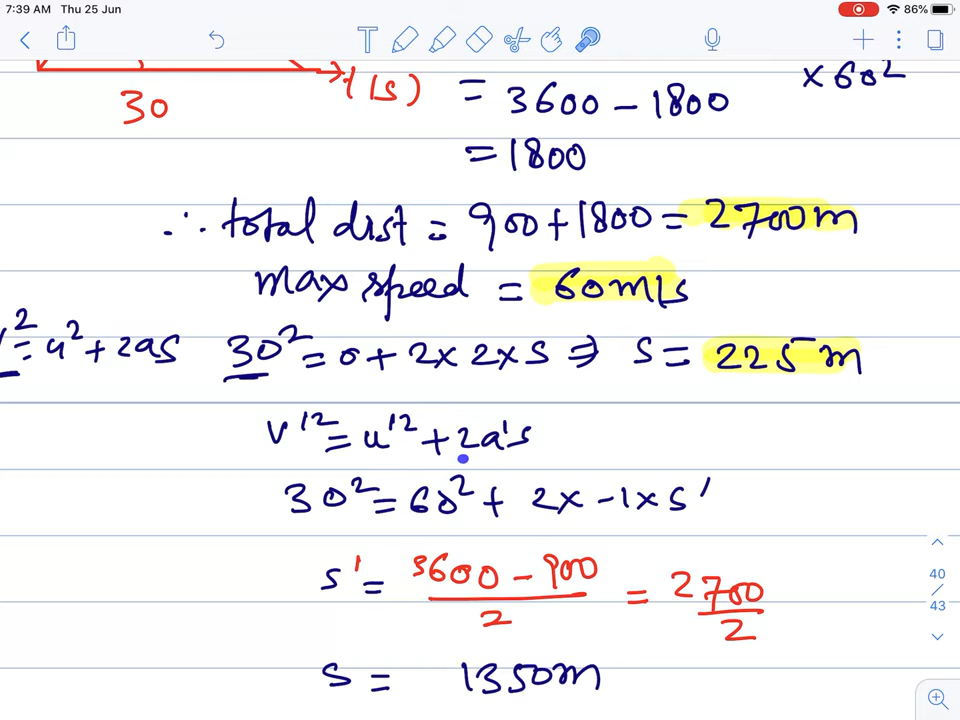 7:39 AM Thu 25 Jun 86%
T
30 t(s) = 3600 - 1800 × 60²
= 1800
∴ total dist = 900 + 1800 = 2700m
max speed = 60 m/s
v² = u² + 2as 30² = 0 + 2 × 2 × s ⇒ s = 225 m
v'² = u'² + 2a's
30² = 60² + 2 × -1 × s'
s' = 3600 - 900 / 2 = 2700 / 2
s = 1350m
40 / 43